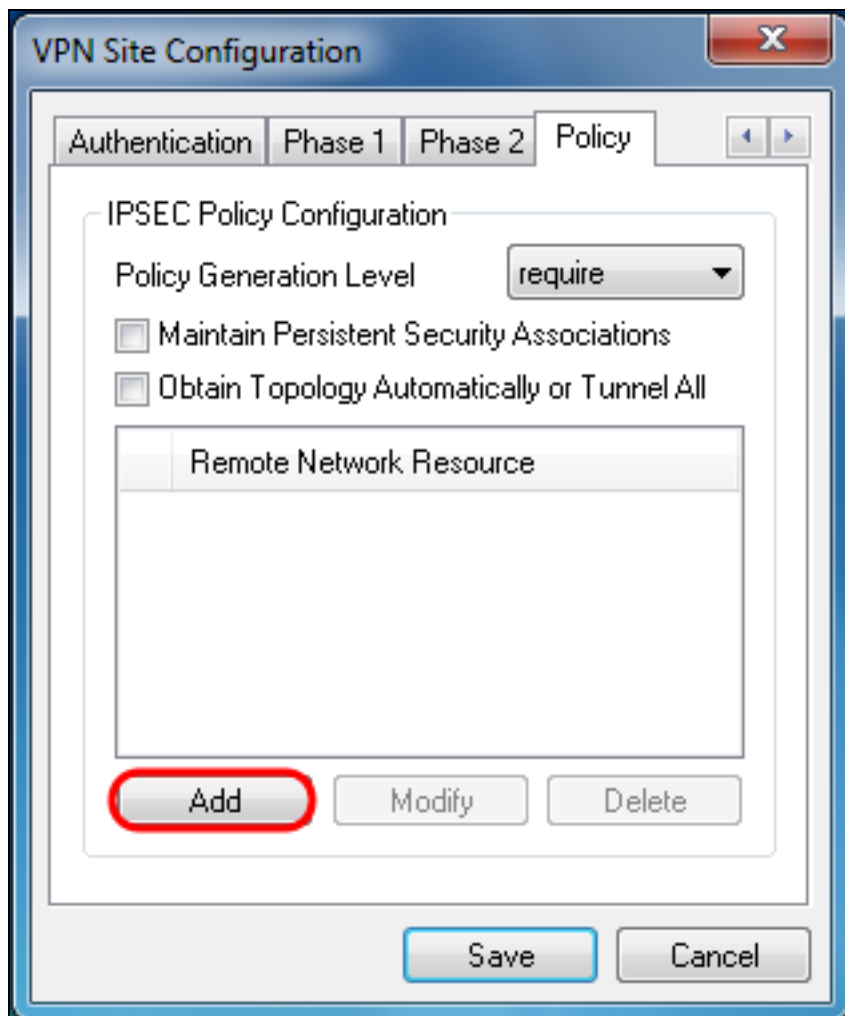 VPN Site Configuration
Authentication Phase 1 Phase 2 Policy
IPSEC Policy Configuration
Policy Generation Level require
Maintain Persistent Security Associations
Obtain Topology Automatically or Tunnel All
Remote Network Resource
Add Modify Delete
Save Cancel